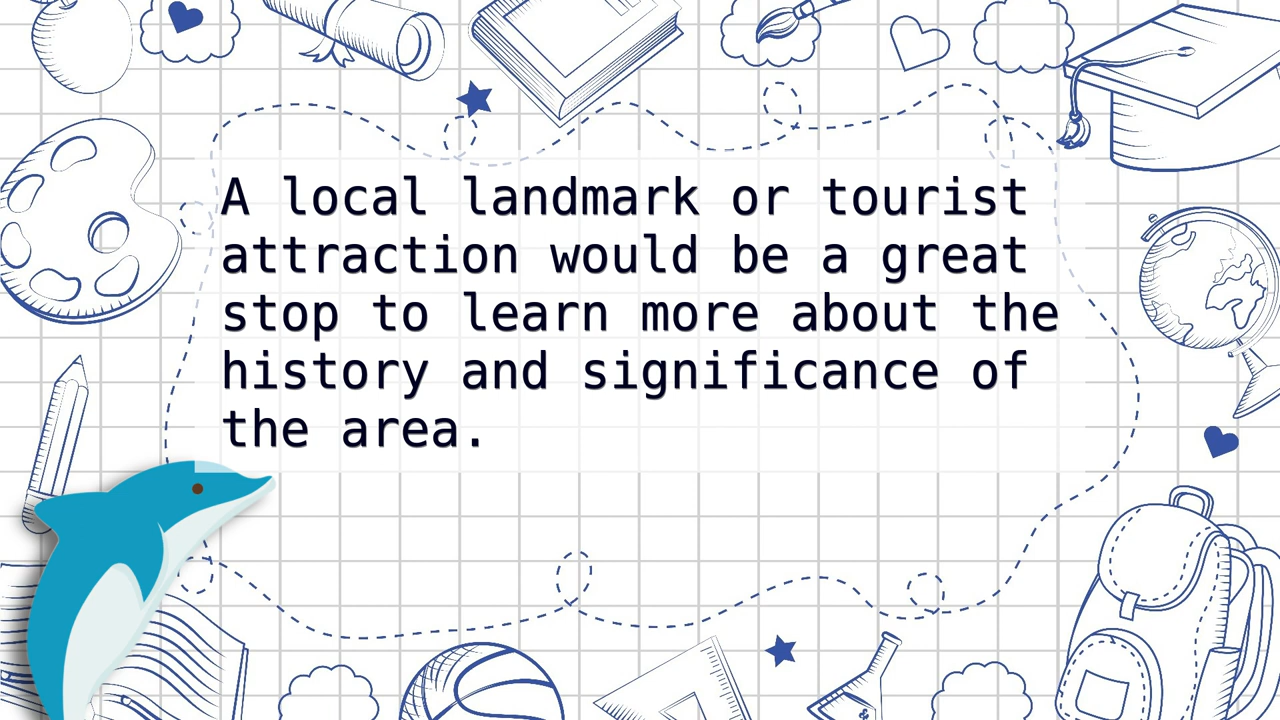 A local landmark or tourist
attraction would be a great
stop to learn more about the
history and significance of
the area.